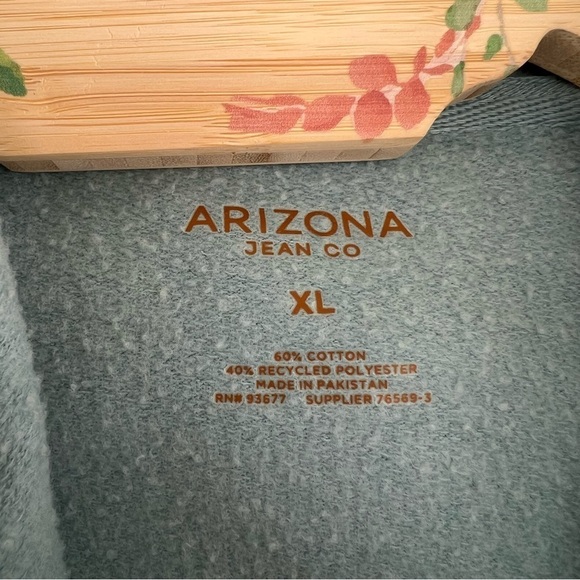 ARIZONA
JEAN CO
XL
60% COTTON
40% RECYCLED POLYESTER
MADE IN PAKISTAN
RN# 93677 SUPPLIER 76569-3